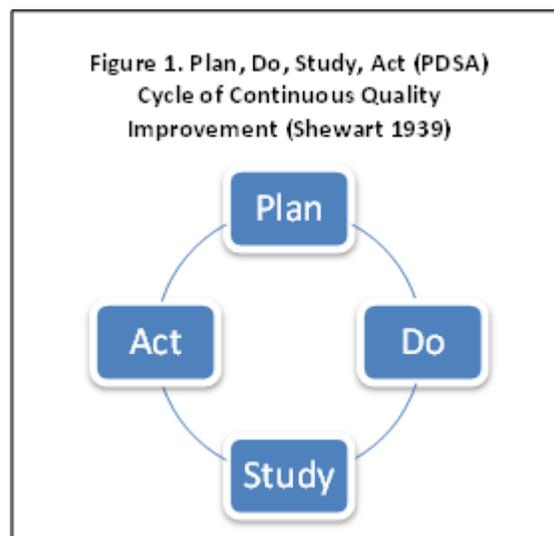 Figure 1. Plan, Do, Study, Act (PDSA)
Cycle of Continuous Quality
Improvement (Shewart 1939)
Plan
Act
Do
Study